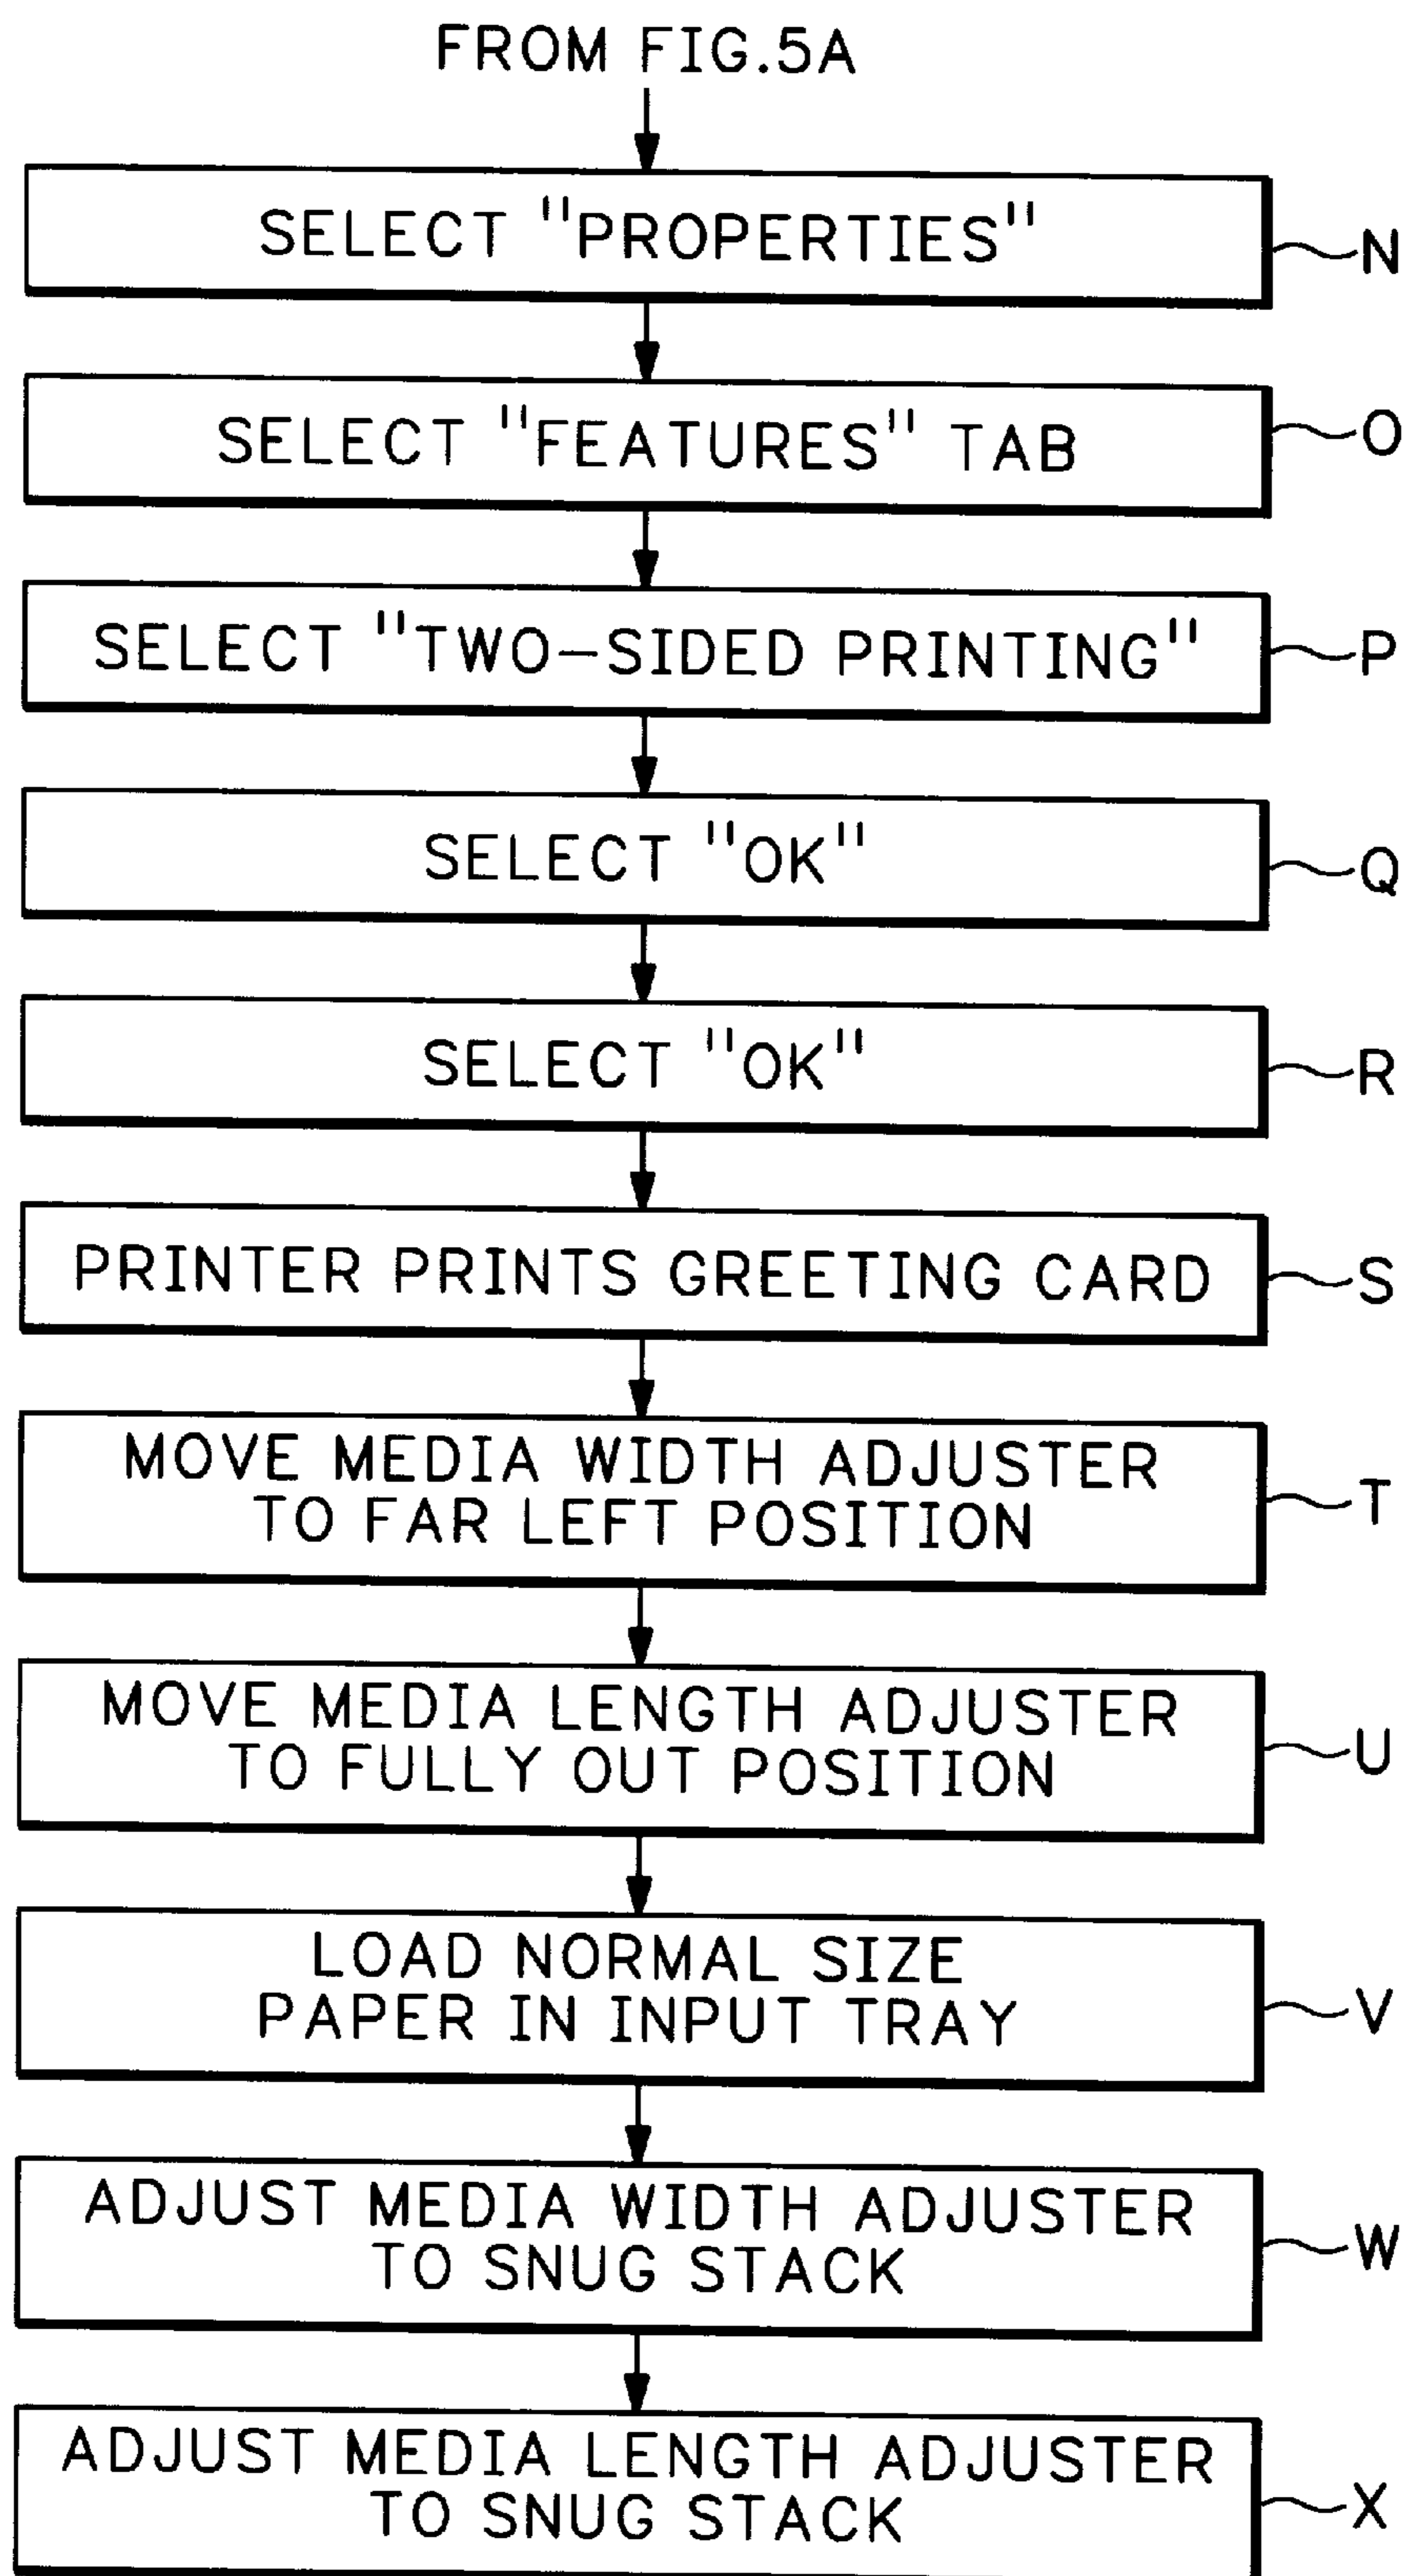 FROM FIG.5A
SELECT "PROPERTIES"
N
SELECT "FEATURES" TAB
O
SELECT "TWO-SIDED PRINTING"
P
SELECT "OK"
Q
SELECT "OK"
R
PRINTER PRINTS GREETING CARD
S
MOVE MEDIA WIDTH ADJUSTER
TO FAR LEFT POSITION
T
MOVE MEDIA LENGTH ADJUSTER
TO FULLY OUT POSITION
U
LOAD NORMAL SIZE
PAPER IN INPUT TRAY
V
ADJUST MEDIA WIDTH ADJUSTER
TO SNUG STACK
W
ADJUST MEDIA LENGTH ADJUSTER
TO SNUG STACK
X